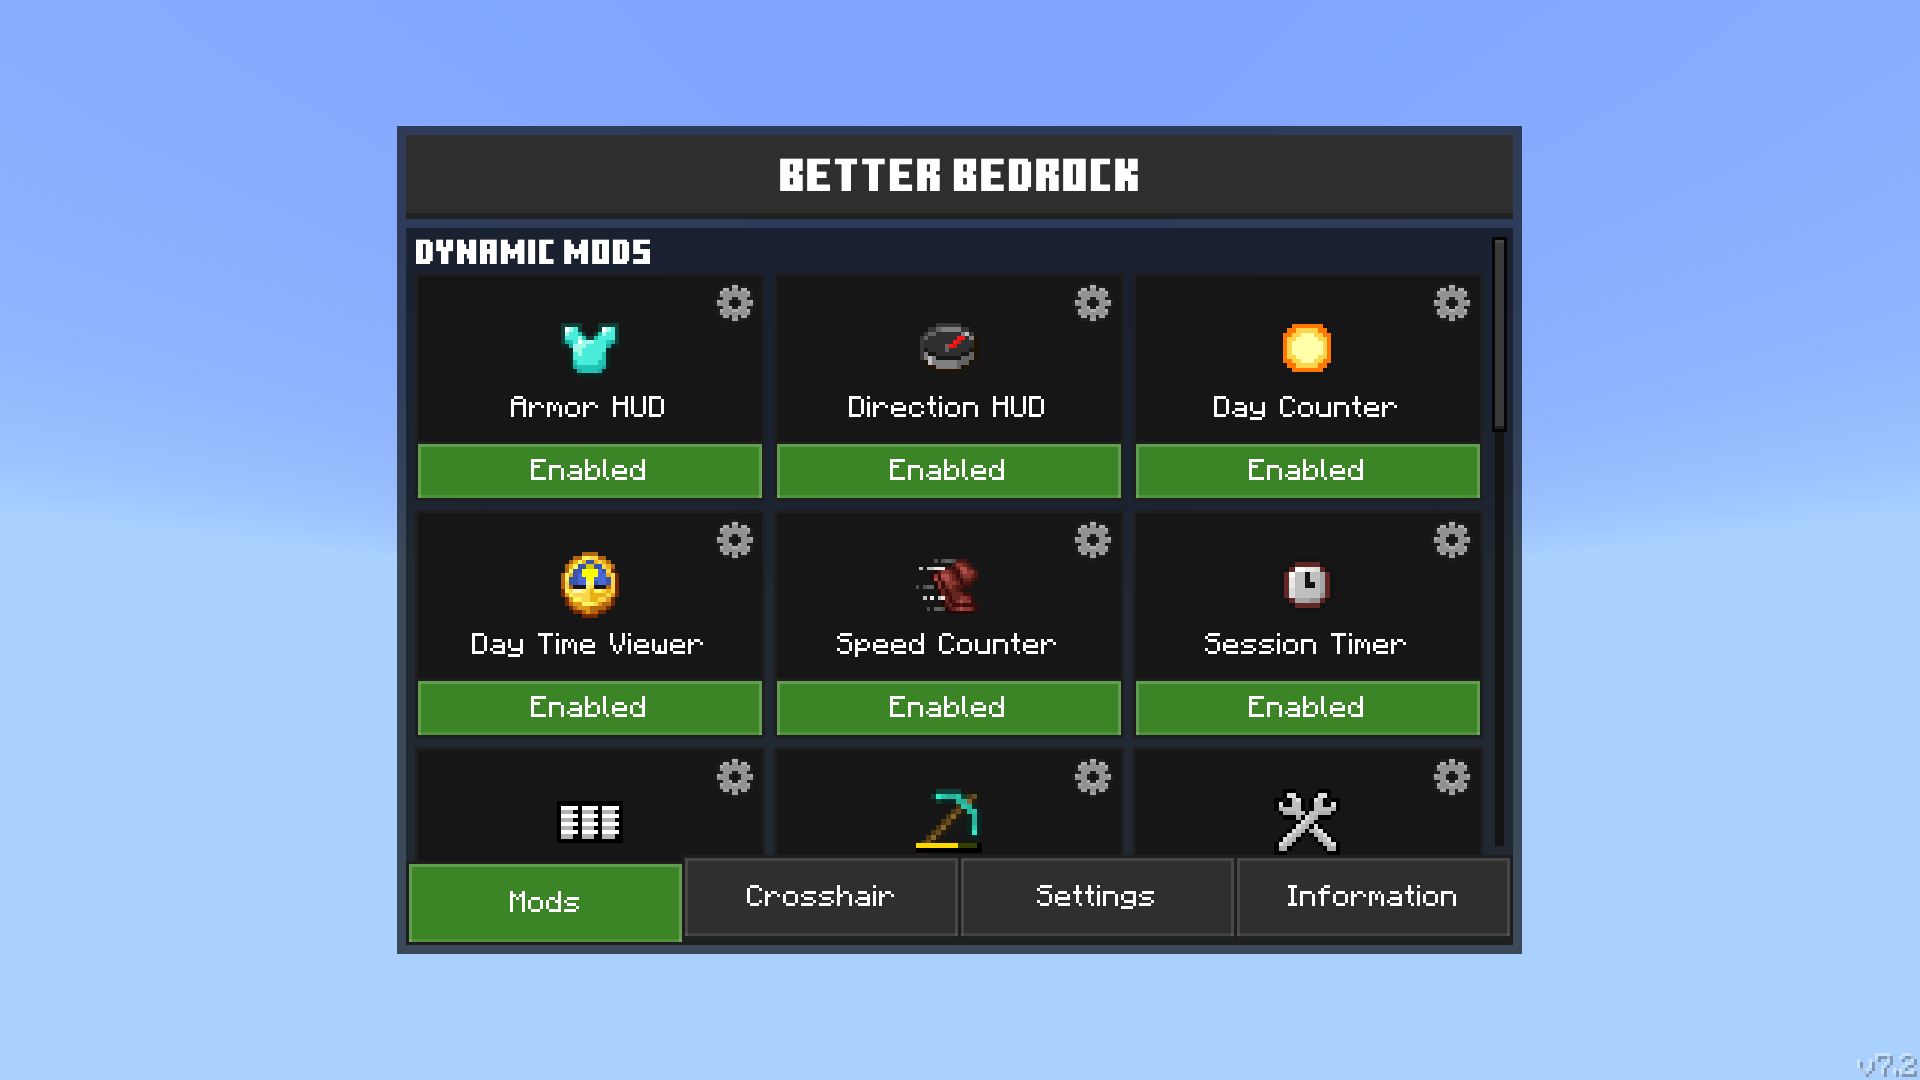 BETTER BEDROCK
DYNAMIC MODS
Armor HUD
Direction HUD
Day Counter
Enabled
Enabled
Enabled
Day Time Viewer
Speed Counter
Session Timer
Enabled
Enabled
Enabled
Mods
Crosshair
Settings
Information
v7.2